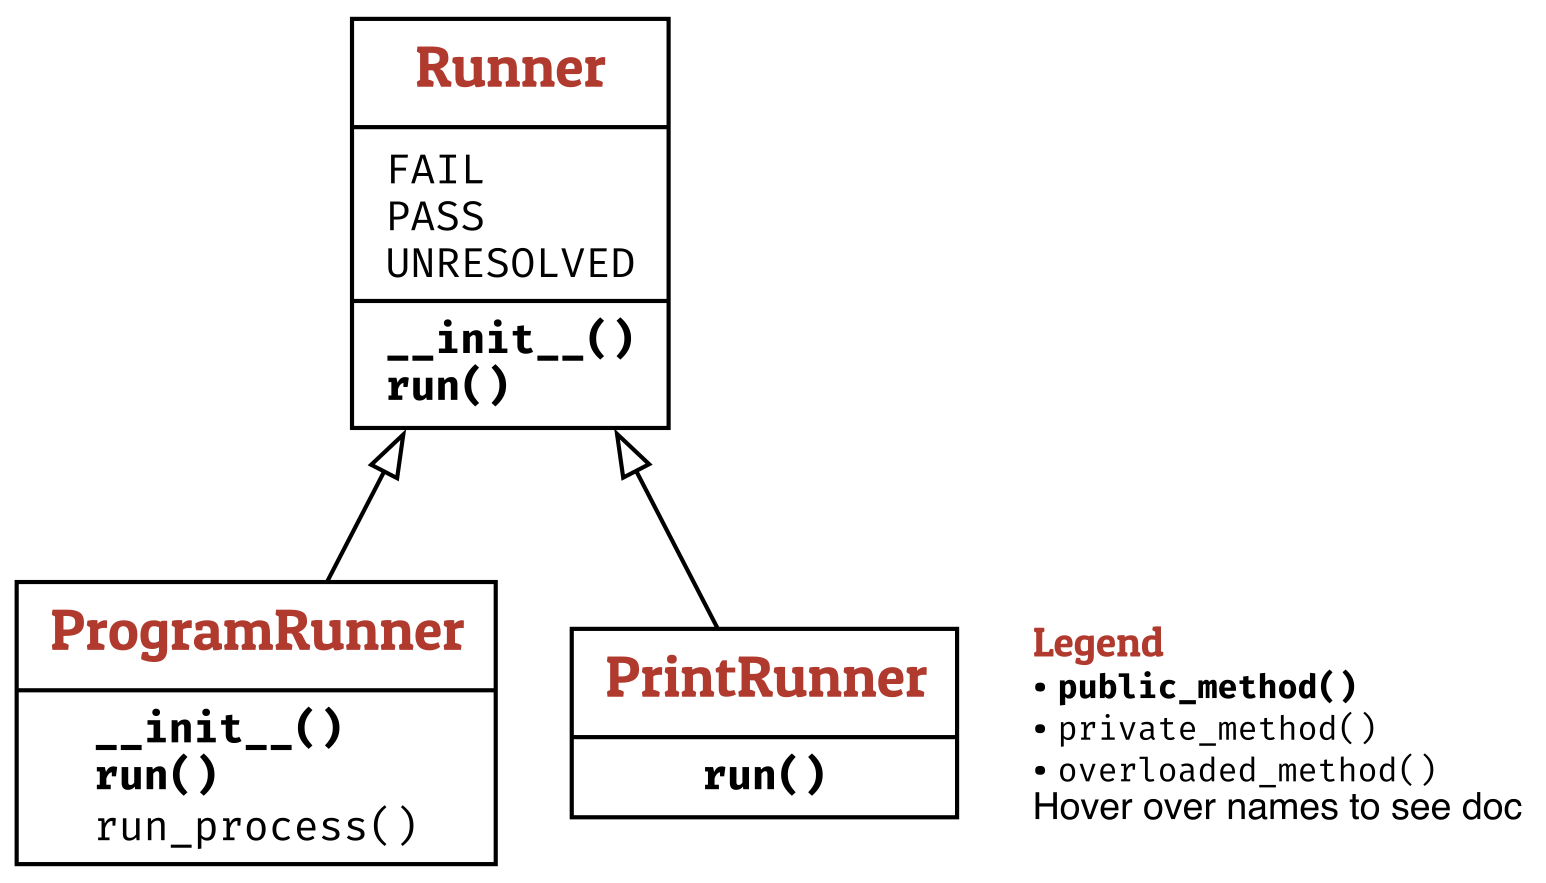 Runner
FAIL
PASS
UNRESOLVED
__init__()
run()
ProgramRunner
__init__()
run()
run_process()
PrintRunner
run()
Legend
• public_method()
• private_method()
• overloaded_method()
Hover over names to see doc